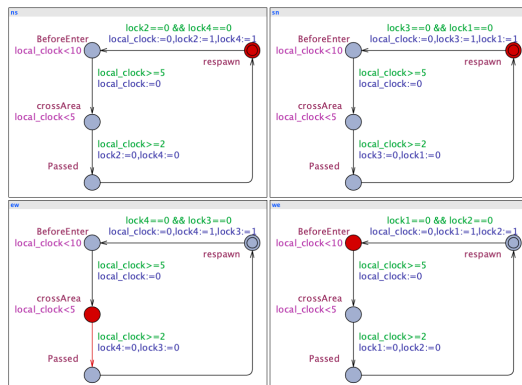 ns
lock2==0 && lock4==0
BeforeEnter
local_clock:=0,lock2:=1,lock4:=1
local_clock<10
respawn
local_clock>=5
local_clock:=0
crossArea
local_clock<5
local_clock>=2
lock2:=0,lock4:=0
Passed
sn
lock3==0 && lock1==0
BeforeEnter
local_clock:=0,lock3:=1,lock1:=1
local_clock<10
respawn
local_clock>=5
local_clock:=0
crossArea
local_clock<5
local_clock>=2
lock3:=0,lock1:=0
Passed
ew
lock4==0 && lock3==0
BeforeEnter
local_clock:=0,lock4:=1,lock3:=1
local_clock<10
respawn
local_clock>=5
local_clock:=0
crossArea
local_clock<5
local_clock>=2
lock4:=0,lock3:=0
Passed
we
lock1==0 && lock2==0
BeforeEnter
local_clock:=0,lock1:=1,lock2:=1
local_clock<10
respawn
local_clock>=5
local_clock:=0
crossArea
local_clock<5
local_clock>=2
lock1:=0,lock2:=0
Passed